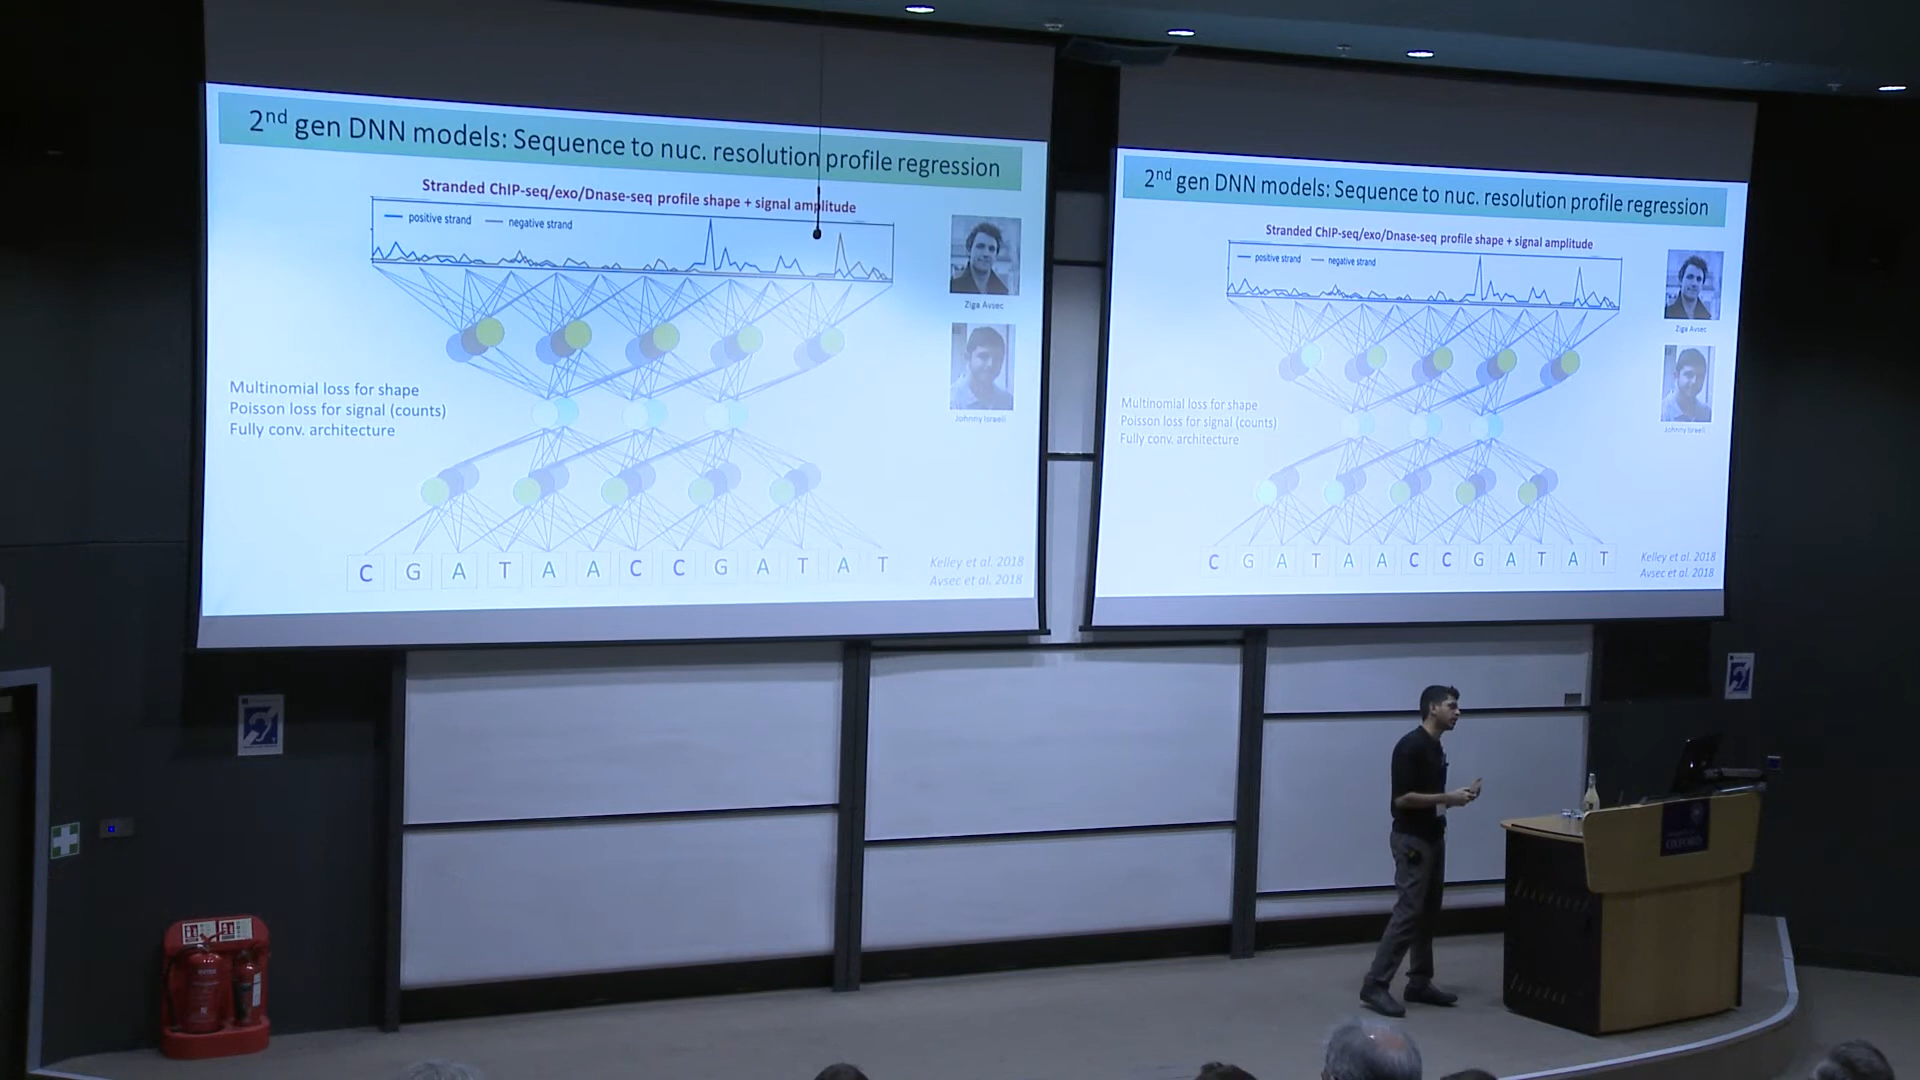 2nd gen DNN models: Sequence to nuc. resolution profile regression
Stranded ChIP-seq/exo/Dnase-seq profile shape + signal amplitude
positive strand
negative strand
Ziga Avsec
Johnny Israeli
Multinomial loss for shape
Poisson loss for signal (counts)
Fully conv. architecture
C G A T A A C C G A T A T
Kelley et al. 2018
Avsec et al. 2018
2nd gen DNN models: Sequence to nuc. resolution profile regression
Stranded ChIP-seq/exo/Dnase-seq profile shape + signal amplitude
positive strand
negative strand
Ziga Avsec
Johnny Israeli
Multinomial loss for shape
Poisson loss for signal (counts)
Fully conv. architecture
C G A T A A C C G A T A T
Kelley et al. 2018
Avsec et al. 2018
OXFORD